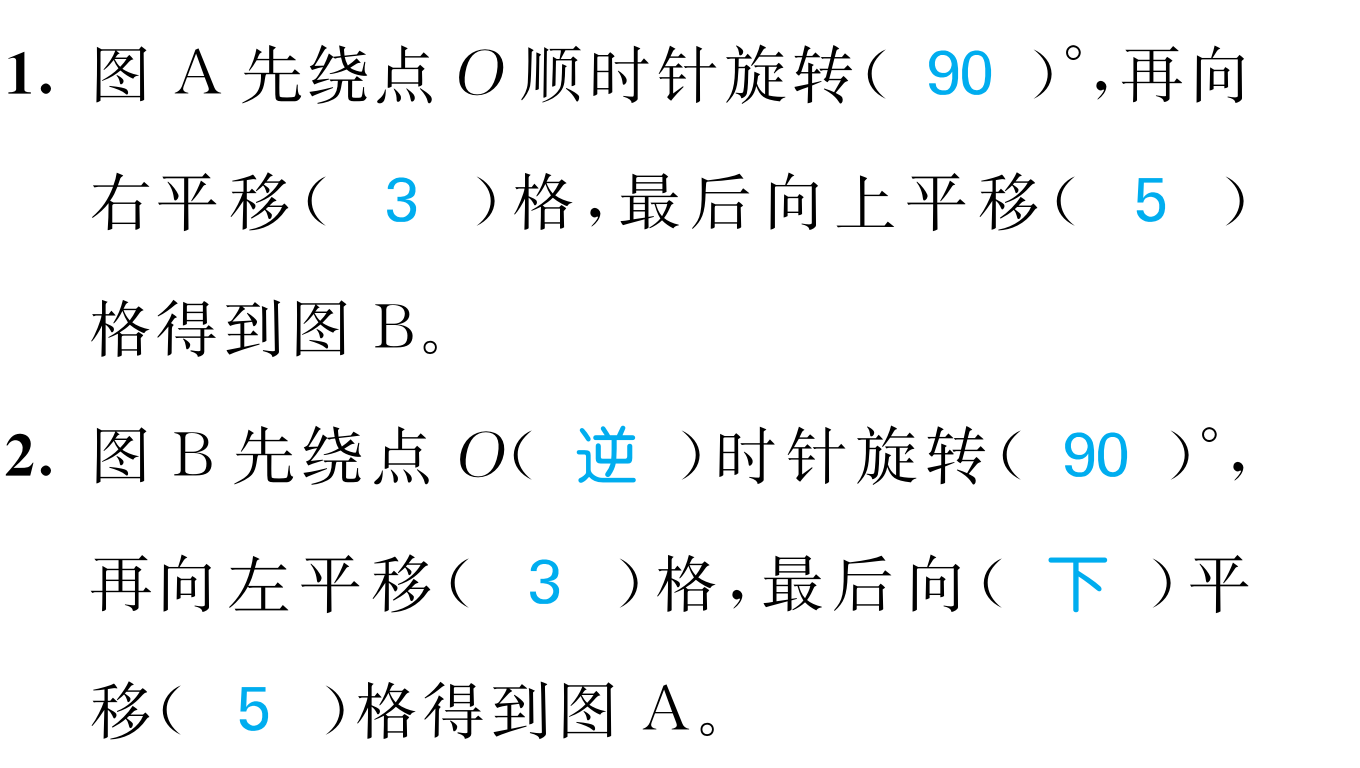 1. 图 A 先绕点 O 顺时针旋转( 90 )°,再向
右平移( 3 )格,最后向上平移( 5 )
格得到图 B。
2. 图 B 先绕点 O( 逆 )时针旋转( 90 )°,
再向左平移( 3 )格,最后向( 下 )平
移( 5 )格得到图 A。